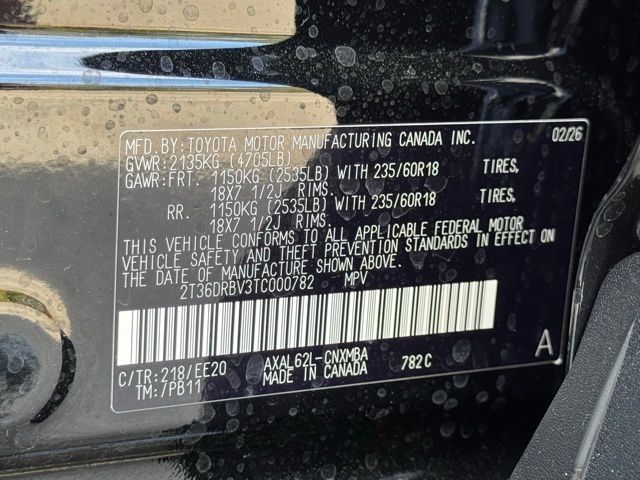 MFD.BY:TOYOTA MOTOR MANUFACTURING CANADA INC. 02/26
GVWR:2135KG (4705LB)
GAWR:FRT. 1150KG (2535LB) WITH 235/60R18 TIRES,
18X7 1/2J RIMS.
RR. 1150KG (2535LB) WITH 235/60R18 TIRES,
18X7 1/2J RIMS.
THIS VEHICLE CONFORMS TO ALL APPLICABLE FEDERAL MOTOR
VEHICLE SAFETY AND THEFT PREVENTION STANDARDS IN EFFECT ON
THE DATE OF MANUFACTURE SHOWN ABOVE.
2T36DRBV3TC000782 MPV
C/TR:218/EE20 AXAL62L-CNXMBA 782C A
TM:/PB11 MADE IN CANADA